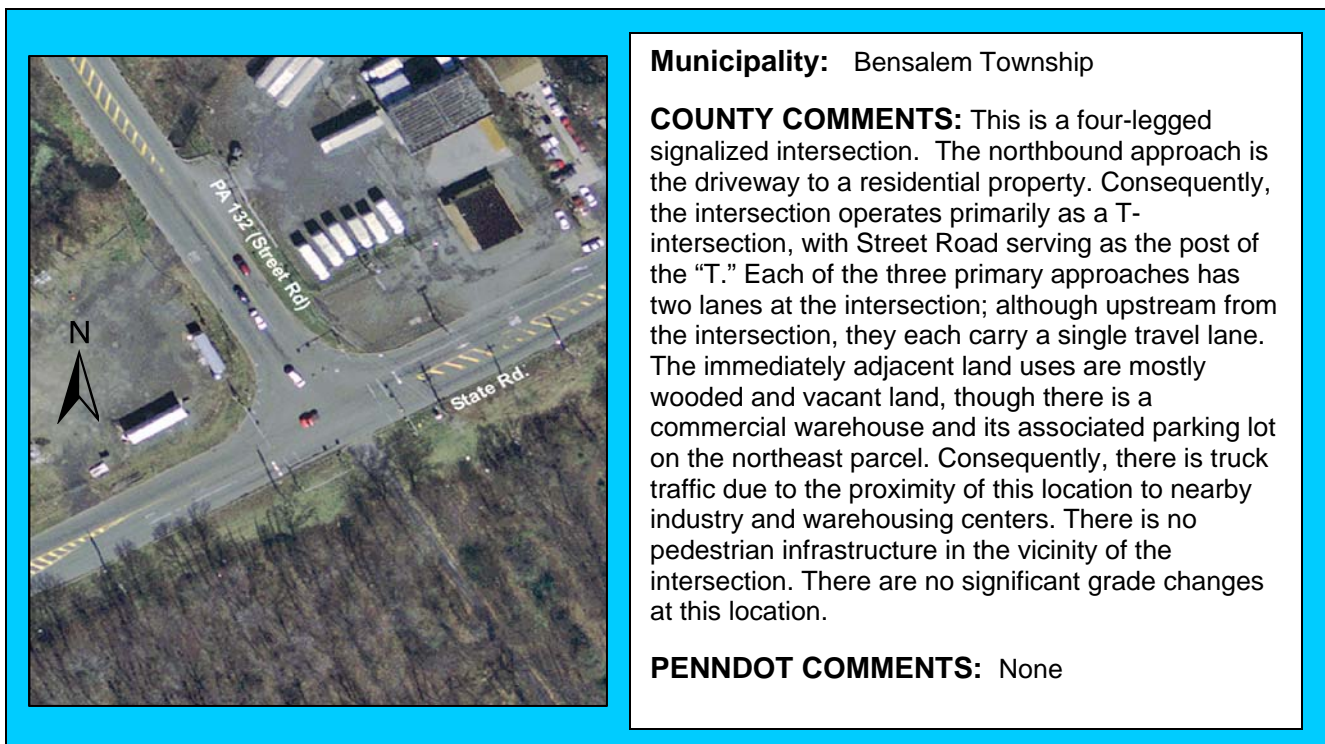 PA 132 (Street Rd)
N
State Rd.
Municipality: Bensalem Township
COUNTY COMMENTS: This is a four-legged
signalized intersection. The northbound approach is
the driveway to a residential property. Consequently,
the intersection operates primarily as a T-
intersection, with Street Road serving as the post of
the “T.” Each of the three primary approaches has
two lanes at the intersection; although upstream from
the intersection, they each carry a single travel lane.
The immediately adjacent land uses are mostly
wooded and vacant land, though there is a
commercial warehouse and its associated parking lot
on the northeast parcel. Consequently, there is truck
traffic due to the proximity of this location to nearby
industry and warehousing centers. There is no
pedestrian infrastructure in the vicinity of the
intersection. There are no significant grade changes
at this location.
PENNDOT COMMENTS: None